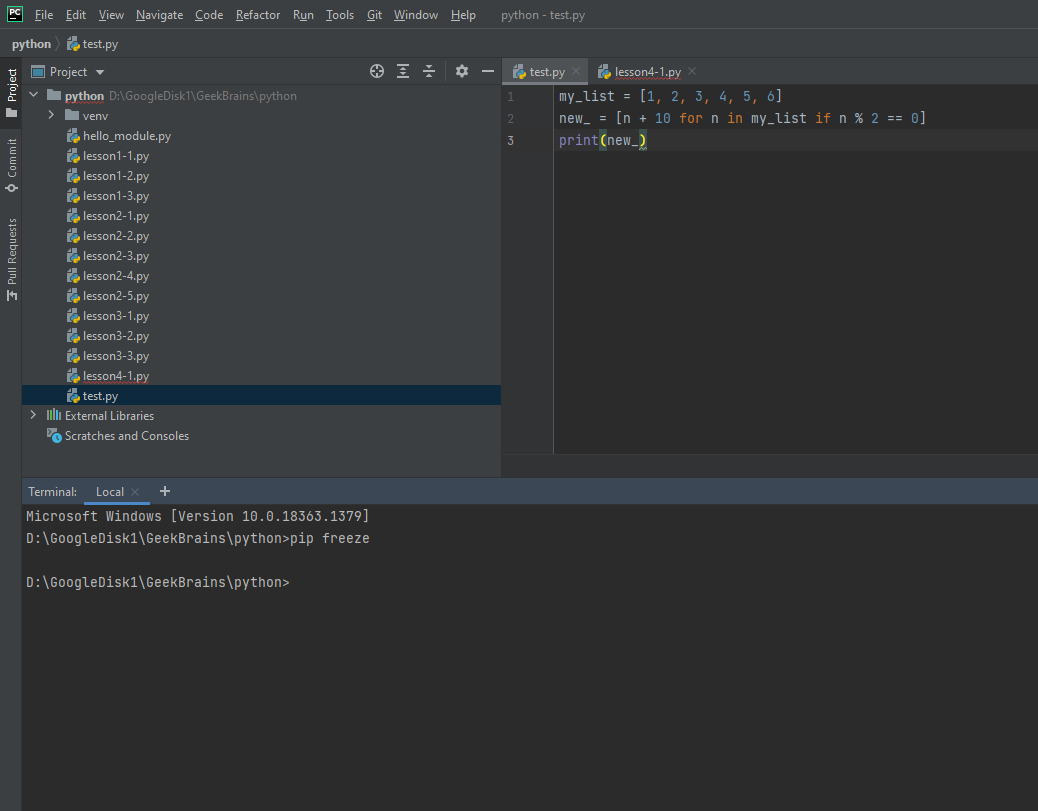 PC File Edit View Navigate Code Refactor Run Tools Git Window Help python - test.py
python test.py
Project
Commit
Pull Requests
Project
python D:\GoogleDisk1\GeekBrains\python
venv
hello_module.py
lesson1-1.py
lesson1-2.py
lesson1-3.py
lesson2-1.py
lesson2-2.py
lesson2-3.py
lesson2-4.py
lesson2-5.py
lesson3-1.py
lesson3-2.py
lesson3-3.py
lesson4-1.py
test.py
External Libraries
Scratches and Consoles
test.py lesson4-1.py
1 my_list = [1, 2, 3, 4, 5, 6]
2 new_ = [n + 10 for n in my_list if n % 2 == 0]
3 print(new_)
Terminal: Local +
Microsoft Windows [Version 10.0.18363.1379]
D:\GoogleDisk1\GeekBrains\python>pip freeze
D:\GoogleDisk1\GeekBrains\python>